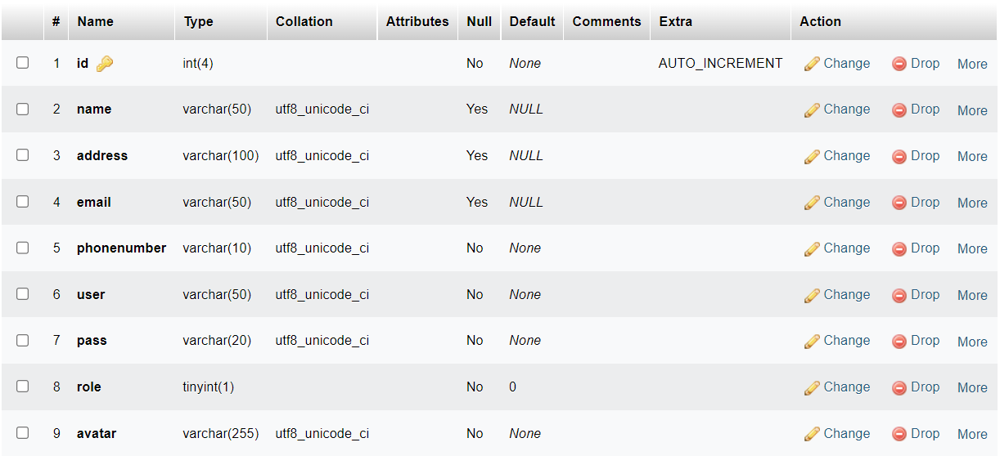 # Name Type Collation Attributes Null Default Comments Extra Action
1 id int(4) No None AUTO_INCREMENT Change Drop More
2 name varchar(50) utf8_unicode_ci Yes NULL Change Drop More
3 address varchar(100) utf8_unicode_ci Yes NULL Change Drop More
4 email varchar(50) utf8_unicode_ci Yes NULL Change Drop More
5 phonenumber varchar(10) utf8_unicode_ci No None Change Drop More
6 user varchar(50) utf8_unicode_ci No None Change Drop More
7 pass varchar(20) utf8_unicode_ci No None Change Drop More
8 role tinyint(1) No 0 Change Drop More
9 avatar varchar(255) utf8_unicode_ci No None Change Drop More